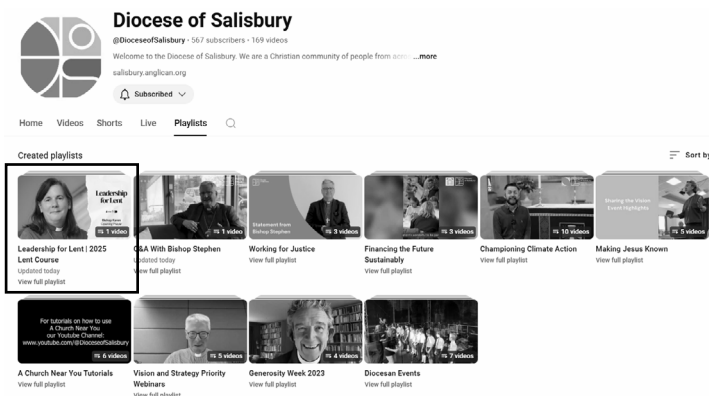 Diocese of Salisbury
@DioceseofSalisbury · 567 subscribers · 169 videos
Welcome to the Diocese of Salisbury. We are a Christian community of people from ...more
salisbury.anglican.org
Subscribed
Home Videos Shorts Live Playlists
Created playlists
Sort by
Leadership
for Lent
1 video
1 video
Statement from
Bishop Stephen
3 videos
3 videos
10 videos
Sharing the Vision
Event Highlights
5 videos
Leadership for Lent | 2025
Lent Course
Updated today
View full playlist
Q&A With Bishop Stephen
Updated today
View full playlist
Working for Justice
View full playlist
Financing the Future
Sustainably
View full playlist
Championing Climate Action
View full playlist
Making Jesus Known
View full playlist
For tutorials on how to use
A Church Near You
our Youtube Channel:
www.youtube.com/@DioceseofSalisbury
6 videos
5 videos
4 videos
7 videos
A Church Near You Tutorials
View full playlist
Vision and Strategy Priority
Webinars
View full playlist
Generosity Week 2023
View full playlist
Diocesan Events
View full playlist